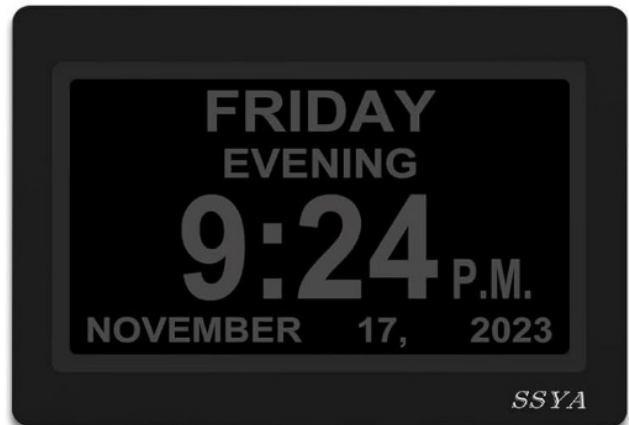 FRIDAY
EVENING
9:24 P.M.
NOVEMBER 17, 2023
SSYA